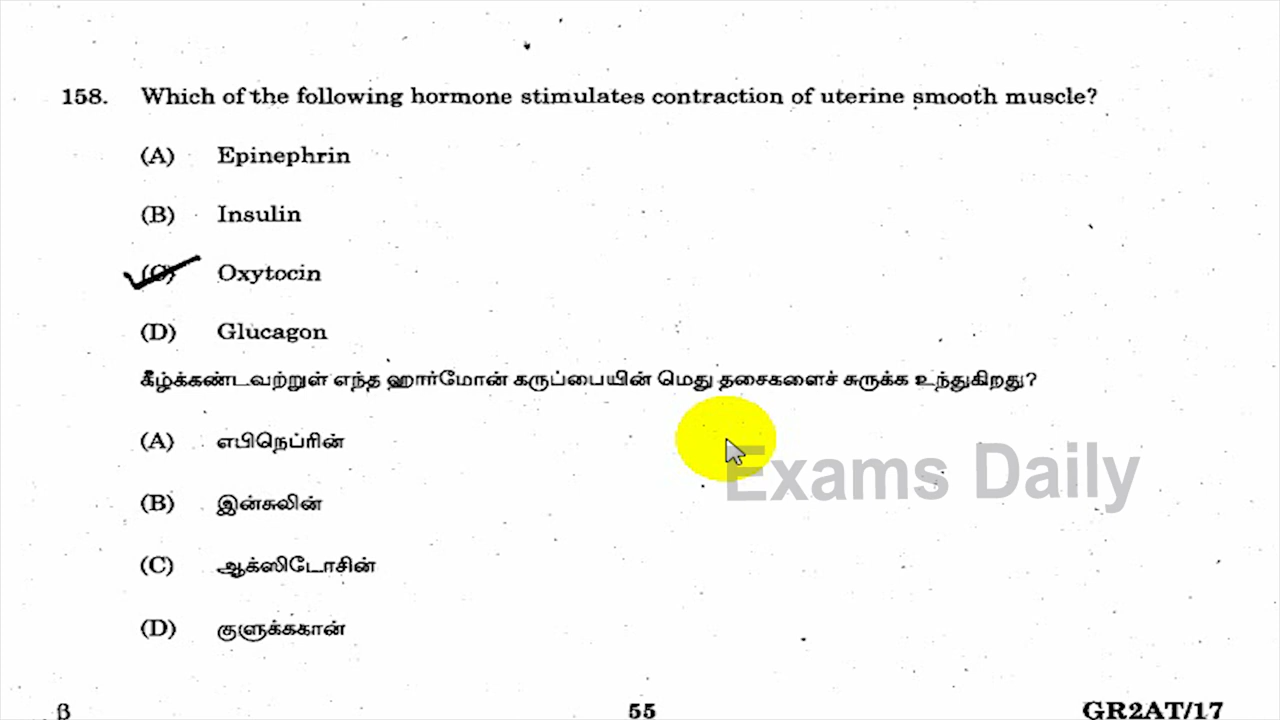 158. Which of the following hormone stimulates contraction of uterine smooth muscle?
(A) Epinephrin
(B) Insulin
(C) Oxytocin
(D) Glucagon
கீழ்க்கண்டவற்றுள் எந்த ஹார்மோன் கருப்பையின் மெது தசைகளைச் சுருக்க உந்துகிறது?
(A) எபிநெப்ரின்
(B) இன்சுலின்
(C) ஆக்ஸிடோசின்
(D) குளுக்ககான்
Exams Daily
β 55 GR2AT/17